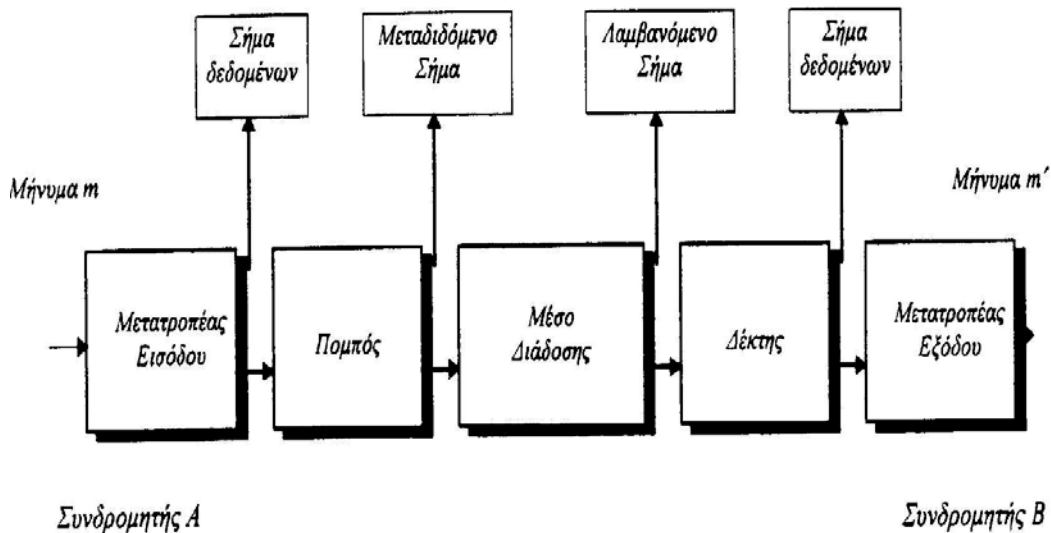 Σήμα
δεδομένων
Μεταδιδόμενο
Σήμα
Λαμβανόμενο
Σήμα
Σήμα
δεδομένων
Μήνυμα m
Μήνυμα m΄
Μετατροπέας
Εισόδου
Πομπός
Μέσο
Διάδοσης
Δέκτης
Μετατροπέας
Εξόδου
Συνδρομητής Α
Συνδρομητής Β